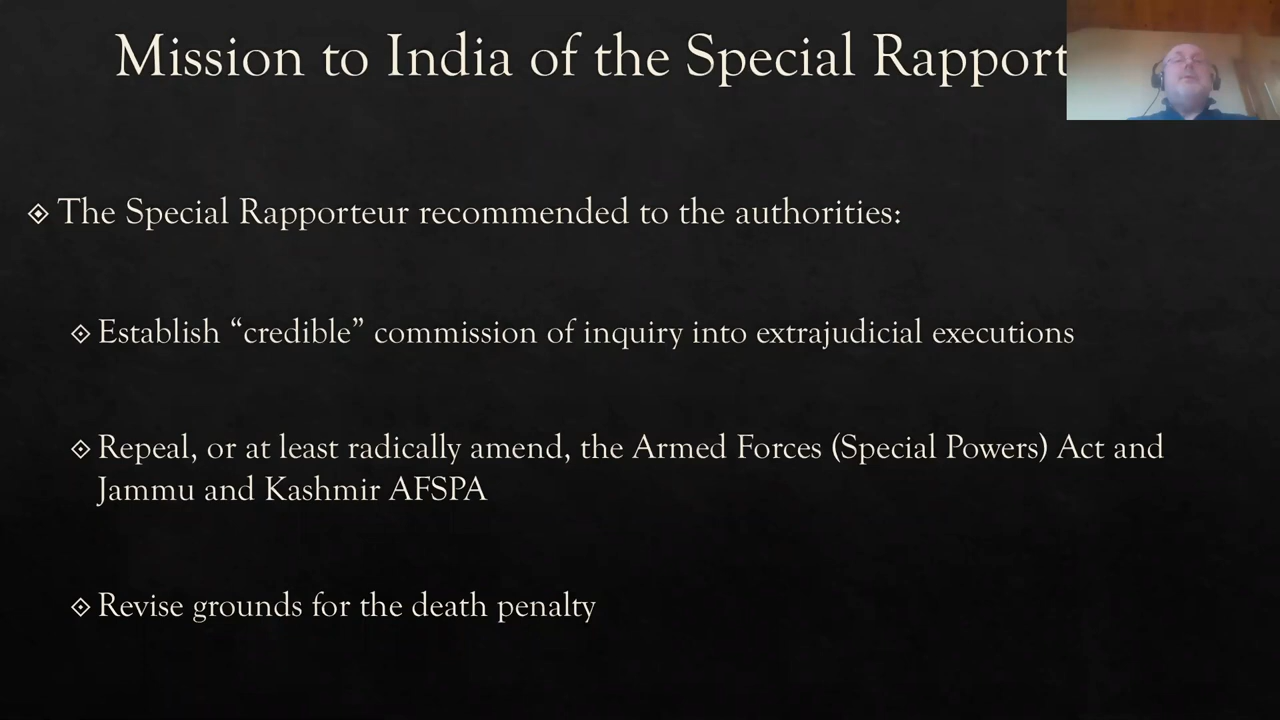 Mission to India of the Special Rapport
The Special Rapporteur recommended to the authorities:
Establish “credible” commission of inquiry into extrajudicial executions
Repeal, or at least radically amend, the Armed Forces (Special Powers) Act and
Jammu and Kashmir AFSPA
Revise grounds for the death penalty